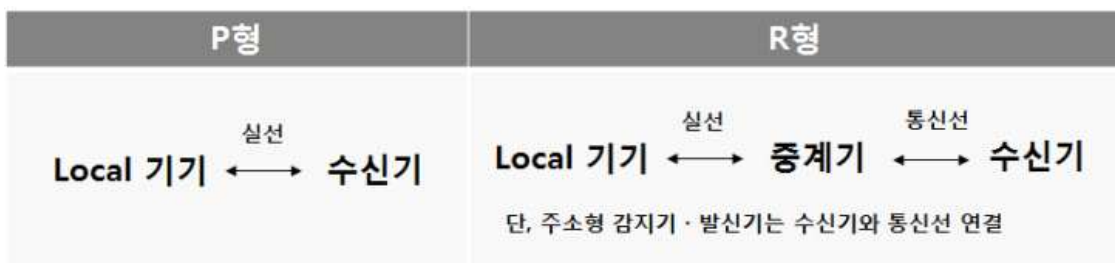 P형
R형
실선
Local 기기 ↔ 수신기
실선 통신선
Local 기기 ↔ 중계기 ↔ 수신기
단, 주소형 감지기 · 발신기는 수신기와 통신선 연결